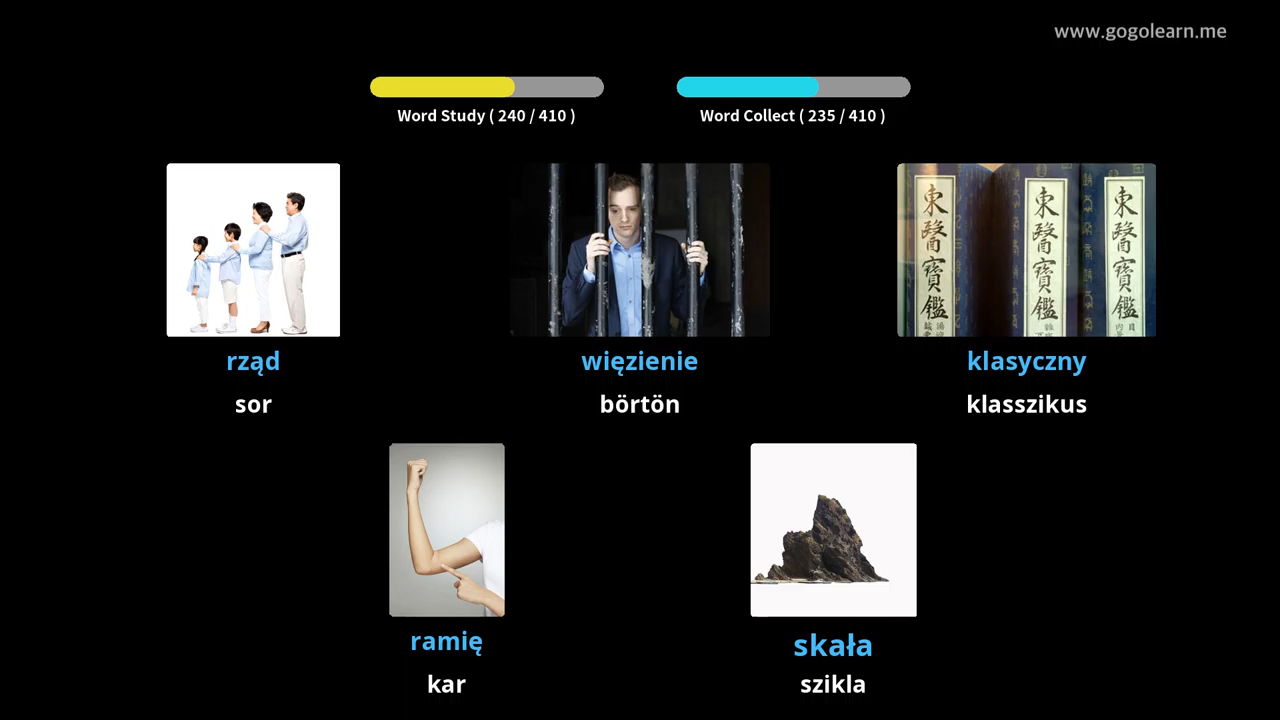 www.gogolearn.me
Word Study ( 240 / 410 )
Word Collect ( 235 / 410 )
東醫寶鑑
東醫寶鑑
東醫寶鑑
rząd
więzienie
klasyczny
sor
börtön
klasszikus
ramię
skała
kar
szikla